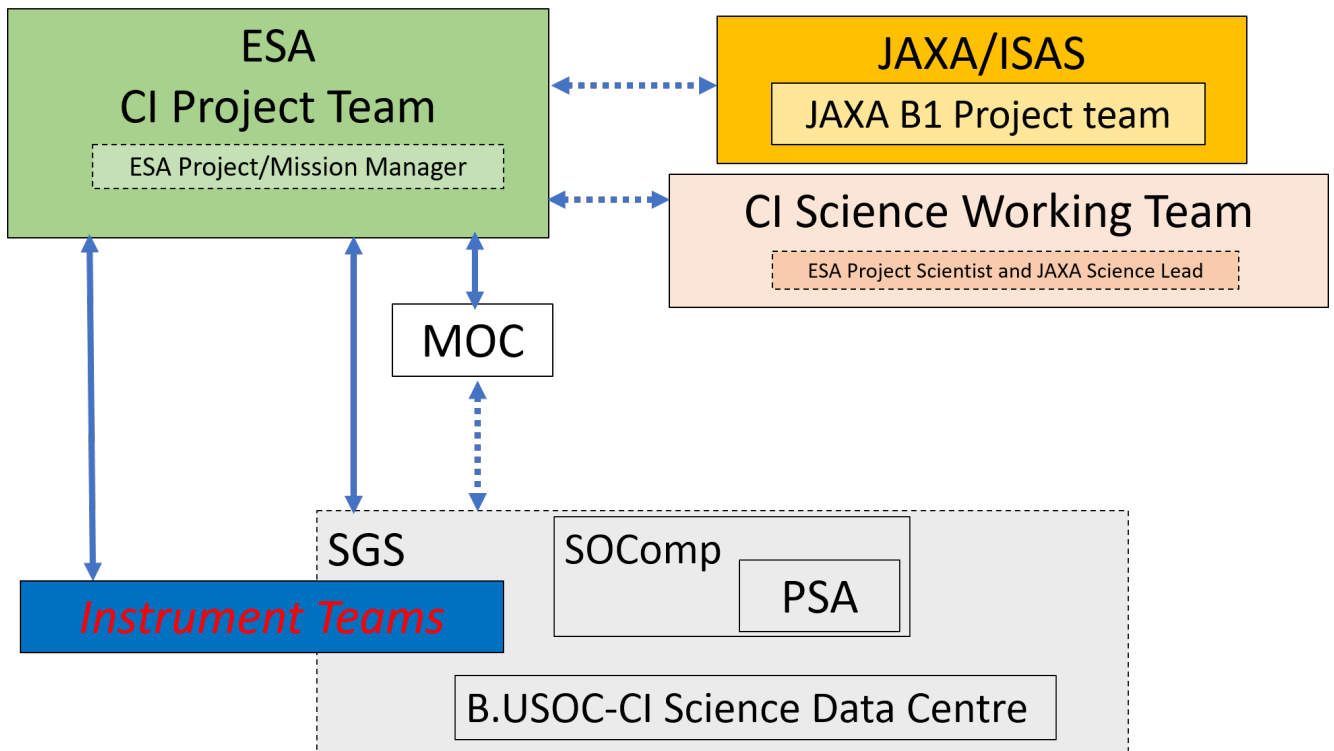 ESA
CI Project Team
ESA Project/Mission Manager
JAXA/ISAS
JAXA B1 Project team
CI Science Working Team
ESA Project Scientist and JAXA Science Lead
MOC
SGS
SOComp
PSA
Instrument Teams
B.USOC-CI Science Data Centre